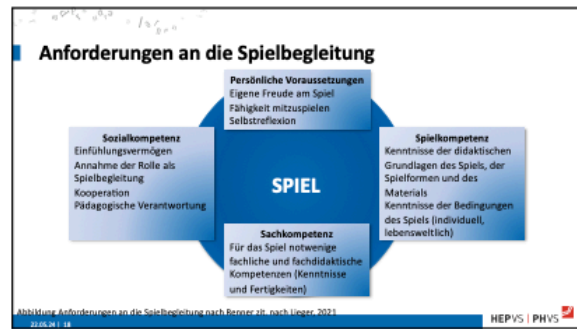 Anforderungen an die Spielbegleitung
Persönliche Voraussetzungen
Eigene Freude am Spiel
Fähigkeit mitzuspielen
Selbstreflexion
Sozialkompetenz
Einfühlungsvermögen
Annahme der Rolle als
Spielbegleitung
Kooperation
Pädagogische Verantwortung
SPIEL
Spielkompetenz
Kenntnisse der didaktischen
Grundlagen des Spiels, der
Spielformen und des
Materials
Kenntnisse der Bedingungen
des Spiels (individuell,
lebensweltlich)
Sachkompetenz
Für das Spiel notwenige
fachliche und fachdidaktische
Kompetenzen (Kenntnisse
und Fertigkeiten)
Abbildung Anforderungen an die Spielbegleitung nach Renner zit. nach Lieger, 2021
22.05.24 | 18
HEPVS | PHVS